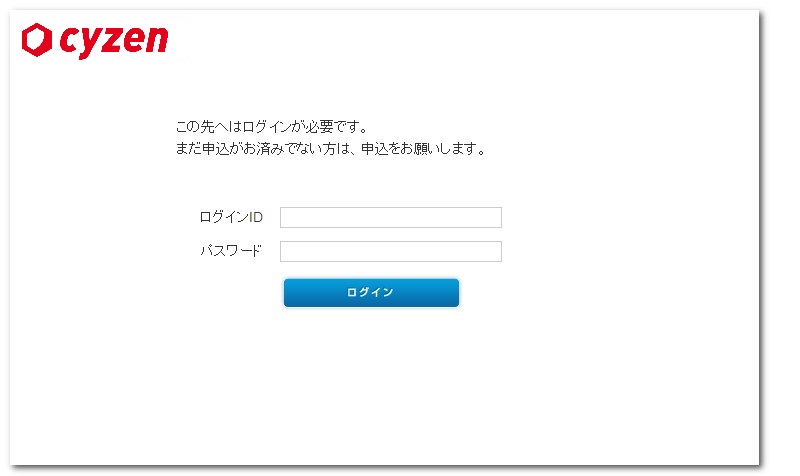 cyzen
この先へはログインが必要です。
まだ申込がお済みでない方は、申込をお願いします。
ログインID
パスワード
ログイン